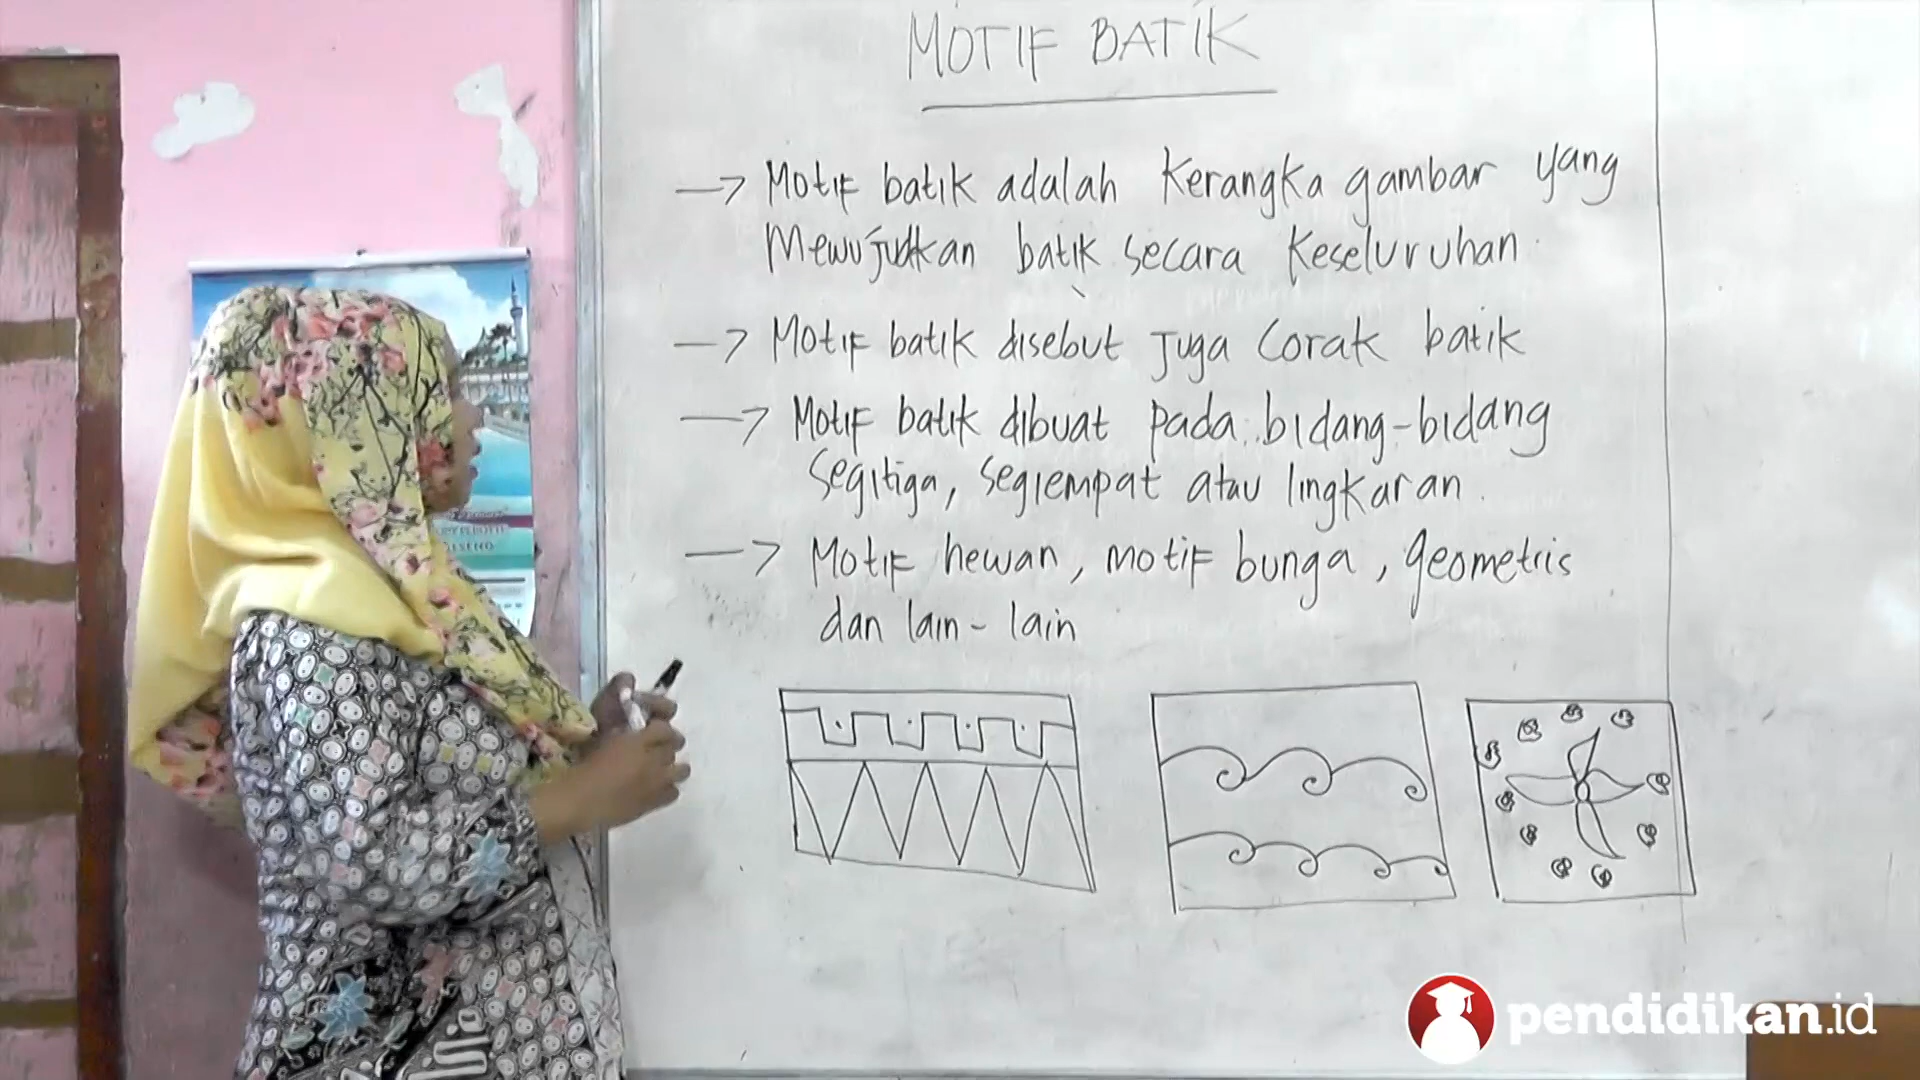 MOTIF BATIK
→ Motif batik adalah Kerangka gambar yang
Mewujudkan batik secara Keseluruhan.
→ Motif batik disebut Juga Corak batik
→ Motif batik dibuat pada bidang-bidang
Segitiga, Segiempat atau lingkaran.
→ Motif hewan, motif bunga, geometris
dan lain-lain
pendidikan.id